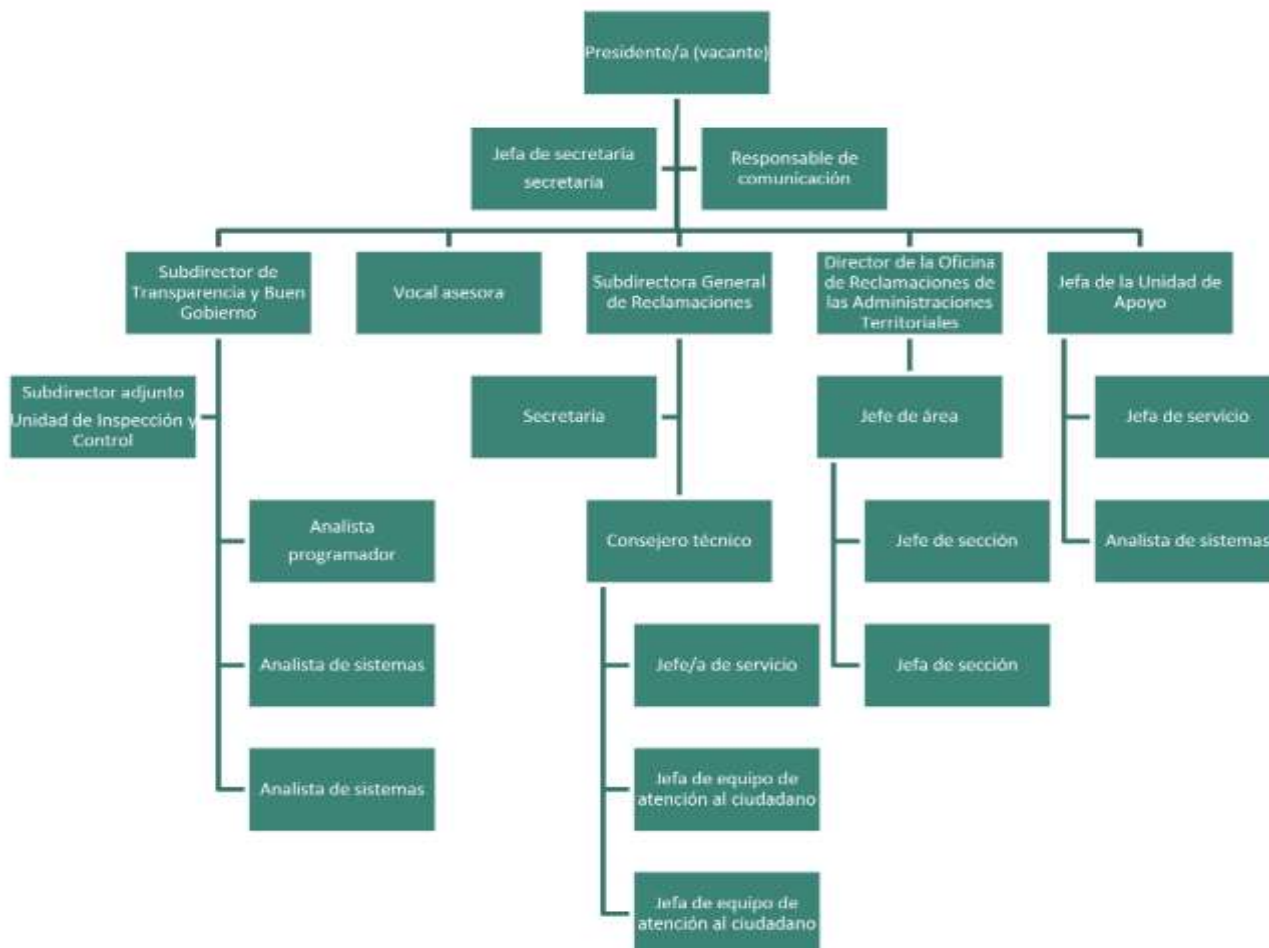 Presidente/a (vacante)
Jefa de secretaría
secretaria
Responsable de
comunicación
Subdirector de
Transparencia y Buen
Gobierno
Vocal asesora
Subdirectora General
de Reclamaciones
Director de la Oficina
de Reclamaciones de
las Administraciones
Territoriales
Jefa de la Unidad de
Apoyo
Subdirector adjunto
Unidad de Inspección y
Control
Secretaria
Jefe de área
Jefa de servicio
Analista
programador
Consejero técnico
Jefe de sección
Analista de sistemas
Analista de sistemas
Jefe/a de servicio
Jefa de sección
Analista de sistemas
Jefa de equipo de
atención al ciudadano
Jefa de equipo de
atención al ciudadano